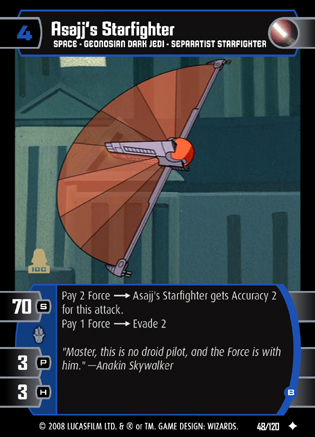 4
Asajj's Starfighter
SPACE - GEONOSIAN DARK JEDI - SEPARATIST STARFIGHTER
IDC
70 S
Pay 2 Force → Asajj's Starfighter gets Accuracy 2
for this attack.
Pay 1 Force → Evade 2
3 P
"Master, this is no droid pilot, and the Force is with
him." —Anakin Skywalker
3 H
B
© 2008 LUCASFILM LTD. & ® or TM. GAME DESIGN: WIZARDS.
48/120